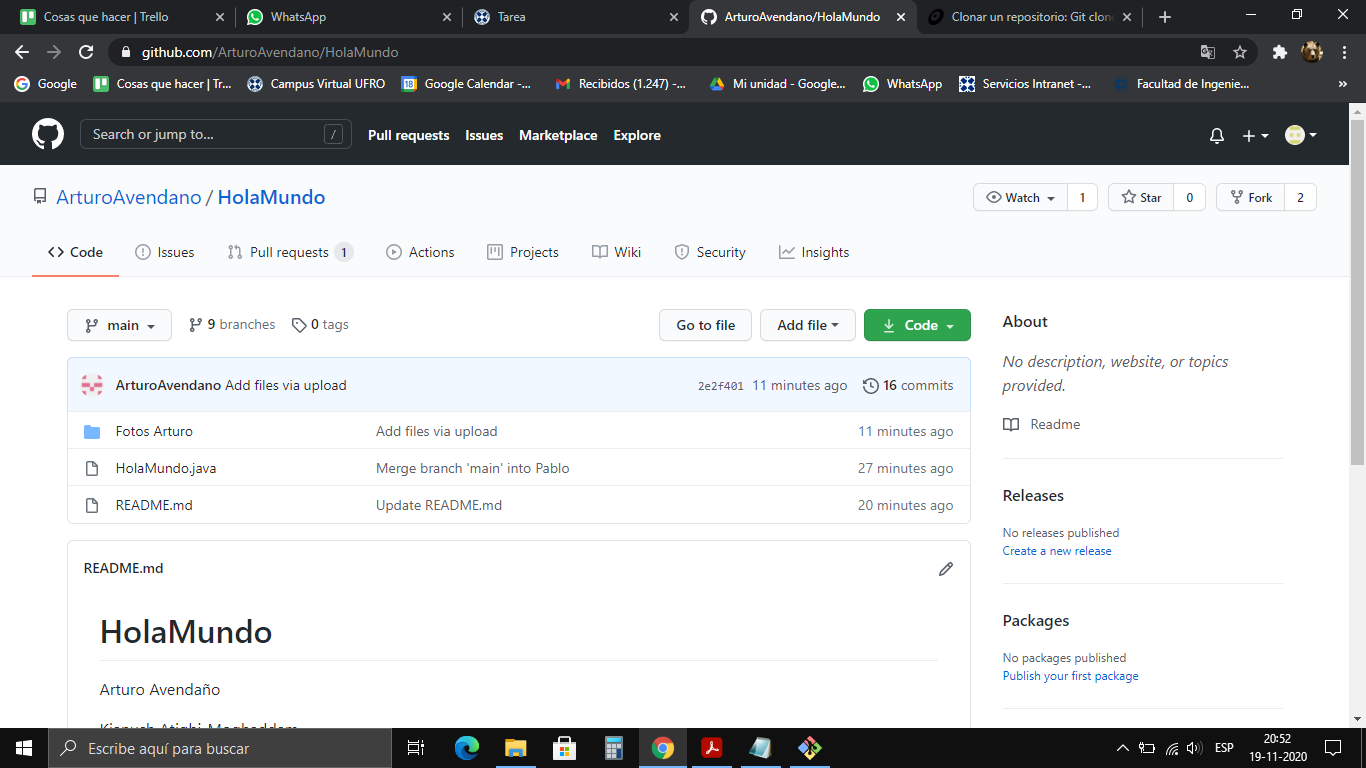 Cosas que hacer | Trello
WhatsApp
Tarea
ArturoAvendano/HolaMundo
Clonar un repositorio: Git clon
github.com/ArturoAvendano/HolaMundo
Google
Cosas que hacer | Tr...
Campus Virtual UFRO
18
Google Calendar -...
Recibidos (1.247) -...
Mi unidad - Google...
WhatsApp
Servicios Intranet -...
Facultad de Ingenie...
»
Search or jump to...
/
Pull requests
Issues
Marketplace
Explore
ArturoAvendano / HolaMundo
Watch
1
Star
0
Fork
2
Code
Issues
Pull requests
1
Actions
Projects
Wiki
Security
Insights
main
9 branches
0 tags
Go to file
Add file
Code
ArturoAvendano Add files via upload
2e2f401
11 minutes ago
16 commits
Fotos Arturo
Add files via upload
11 minutes ago
HolaMundo.java
Merge branch 'main' into Pablo
27 minutes ago
README.md
Update README.md
20 minutes ago
README.md
HolaMundo
Arturo Avendaño
About
No description, website, or topics
provided.
Readme
Releases
No releases published
Create a new release
Packages
No packages published
Publish your first package
Escribe aquí para buscar
ESP
20:52
19-11-2020